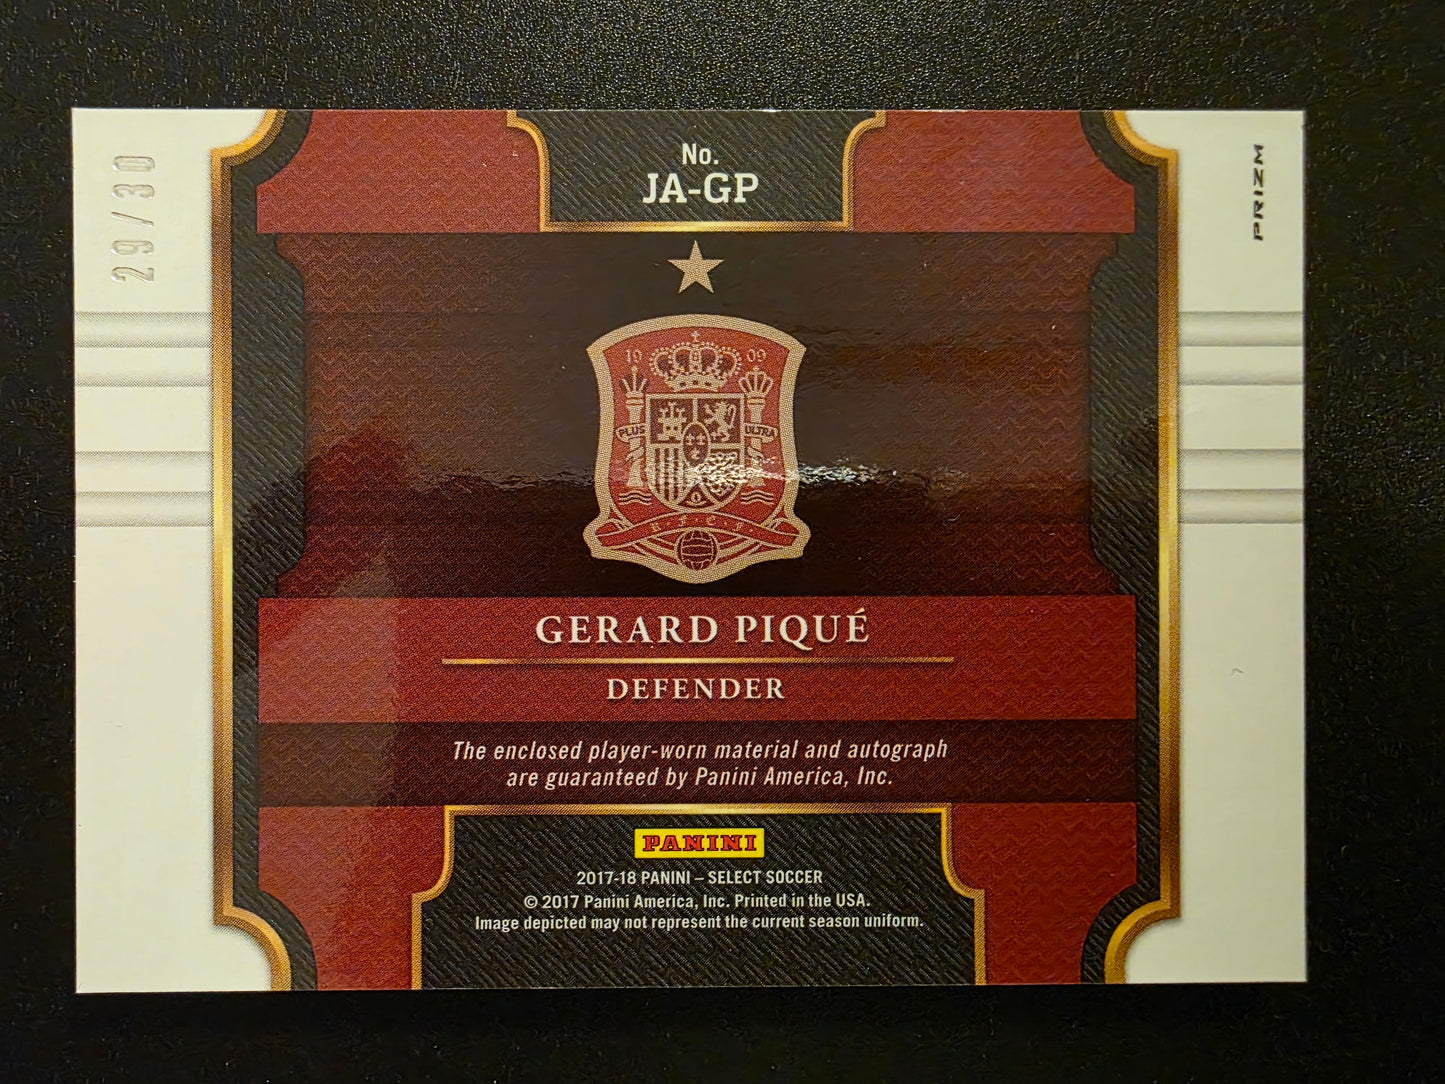 No.
JA-GP
29/30
PRIZM
19 09
PLUS ULTRA
R.F.C.F.
GERARD PIQUÉ
DEFENDER
The enclosed player-worn material and autograph
are guaranteed by Panini America, Inc.
PANINI
2017-18 PANINI – SELECT SOCCER
© 2017 Panini America, Inc. Printed in the USA.
Image depicted may not represent the current season uniform.